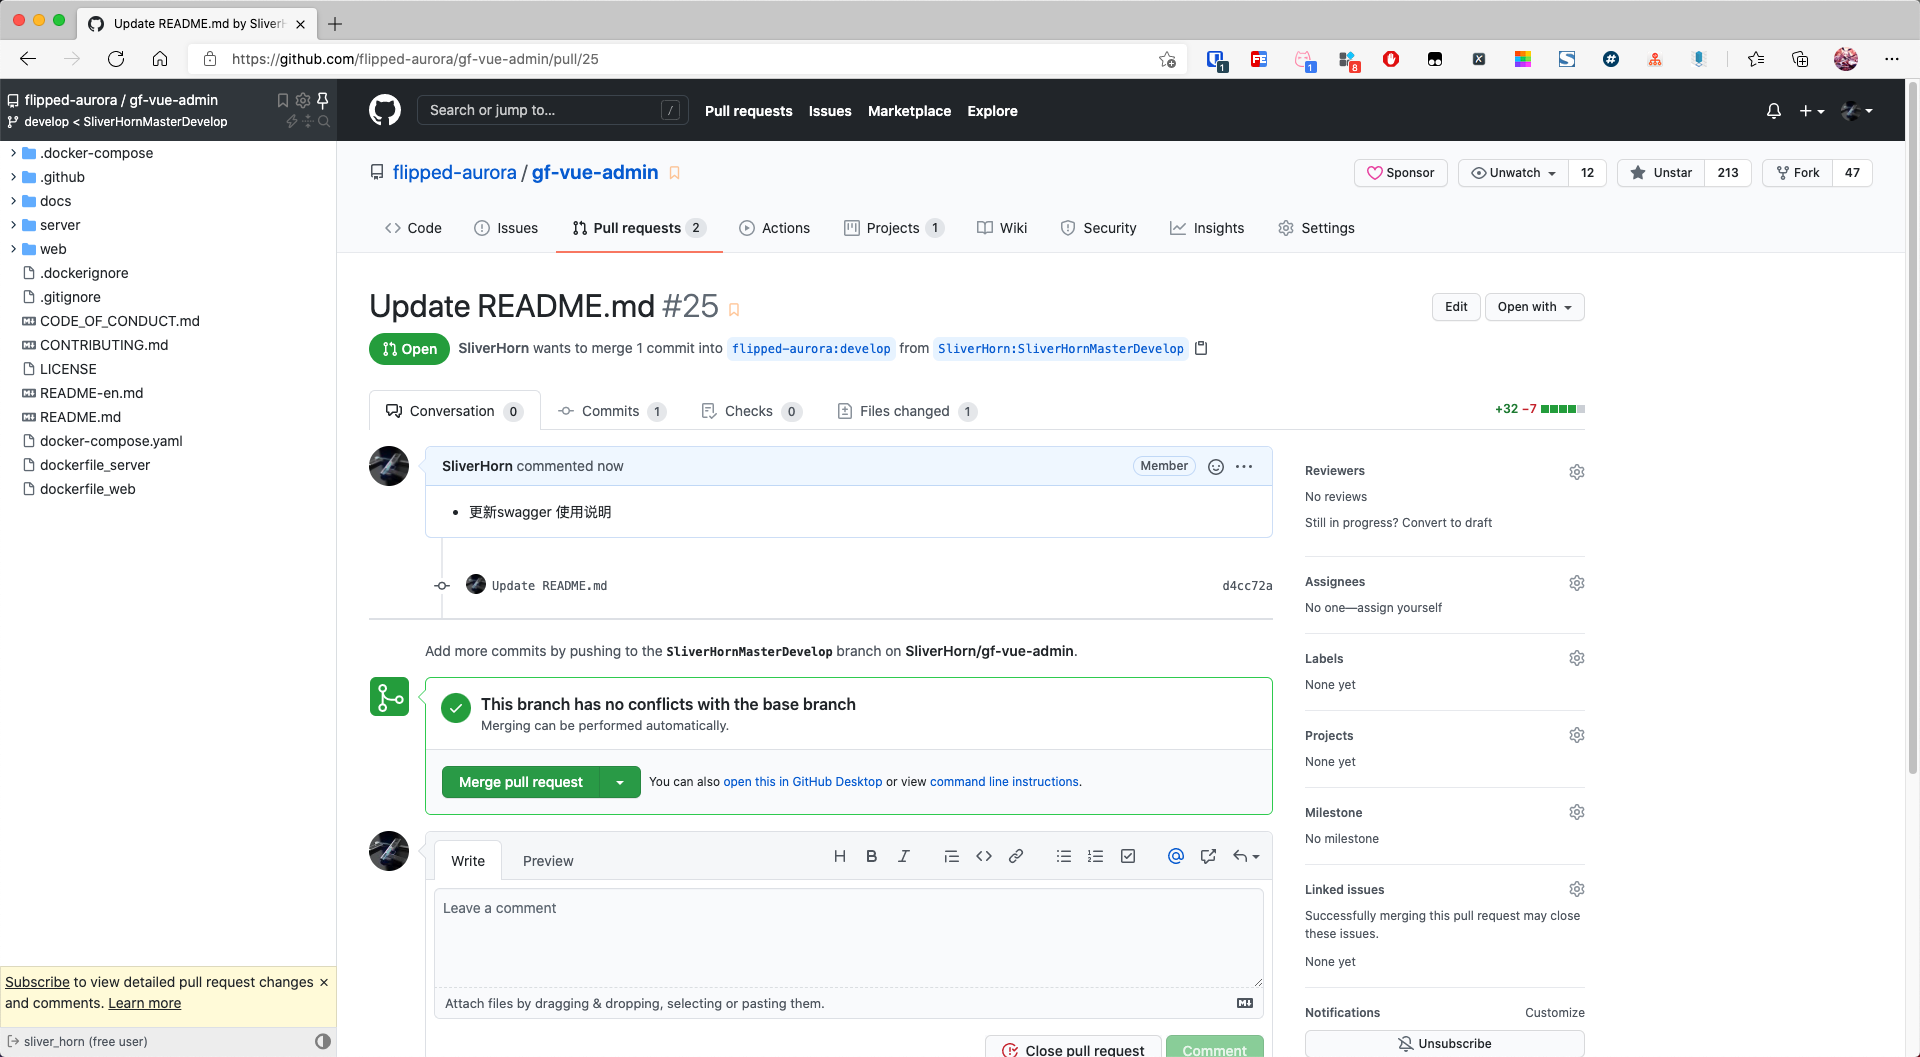 Update README.md by SliverH
https://github.com/flipped-aurora/gf-vue-admin/pull/25
1
FE
1
8
flipped-aurora / gf-vue-admin
develop < SliverHornMasterDevelop
Search or jump to... /
Pull requests Issues Marketplace Explore
.docker-compose
.github
docs
server
web
.dockerignore
.gitignore
CODE_OF_CONDUCT.md
CONTRIBUTING.md
LICENSE
README-en.md
README.md
docker-compose.yaml
dockerfile_server
dockerfile_web
Subscribe to view detailed pull request changes ×
and comments. Learn more
sliver_horn (free user)
flipped-aurora / gf-vue-admin
Sponsor Unwatch 12 Unstar 213 Fork 47
Code Issues Pull requests 2 Actions Projects 1 Wiki Security Insights Settings
Update README.md #25
Edit Open with
Open SliverHorn wants to merge 1 commit into flipped-aurora:develop from SliverHorn:SliverHornMasterDevelop
Conversation 0 Commits 1 Checks 0 Files changed 1
+32 −7
SliverHorn commented now
Member
• 更新swagger 使用说明
Update README.md d4cc72a
Add more commits by pushing to the SliverHornMasterDevelop branch on SliverHorn/gf-vue-admin.
This branch has no conflicts with the base branch
Merging can be performed automatically.
Merge pull request You can also open this in GitHub Desktop or view command line instructions.
Write Preview
H B I @
Leave a comment
Attach files by dragging & dropping, selecting or pasting them.
Close pull request Comment
Reviewers
No reviews
Still in progress? Convert to draft
Assignees
No one—assign yourself
Labels
None yet
Projects
None yet
Milestone
No milestone
Linked issues
Successfully merging this pull request may close
these issues.
None yet
Notifications Customize
Unsubscribe